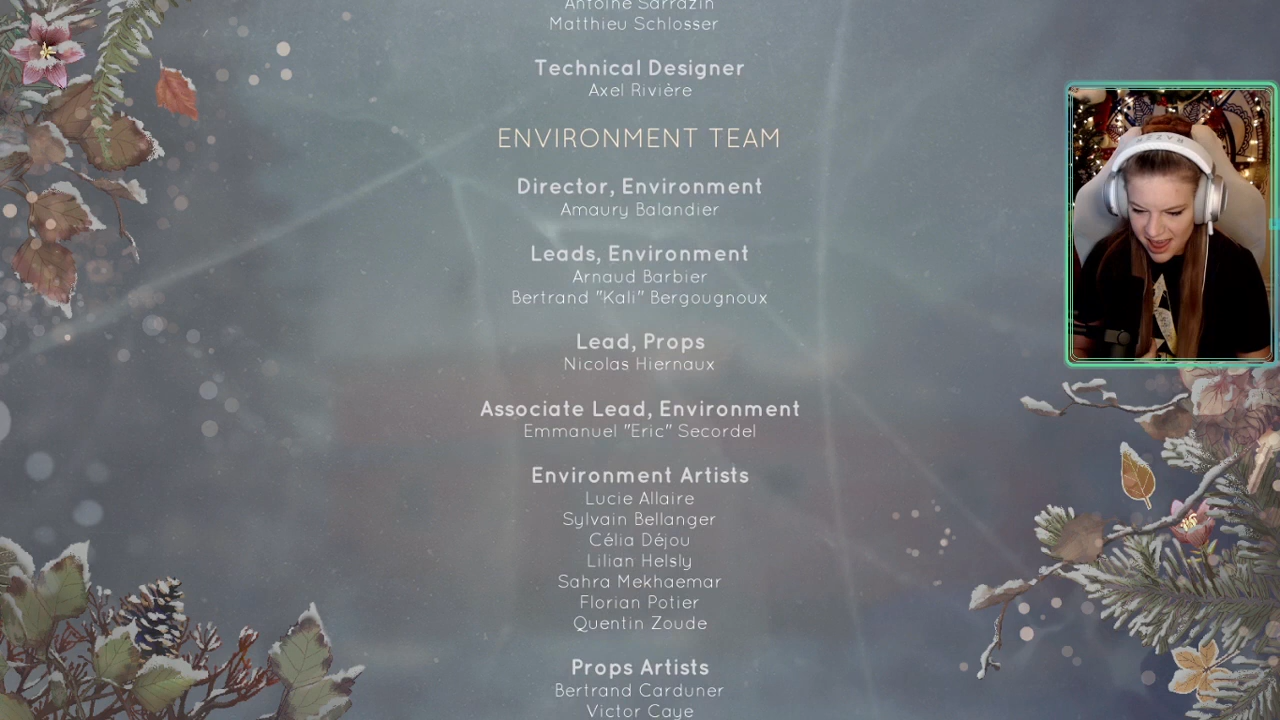 Antoine Sarrazin
Matthieu Schlosser
Technical Designer
Axel Rivière
ENVIRONMENT TEAM
Director, Environment
Amaury Balandier
Leads, Environment
Arnaud Barbier
Bertrand "Kali" Bergougnoux
Lead, Props
Nicolas Hiernaux
Associate Lead, Environment
Emmanuel "Eric" Secordel
Environment Artists
Lucie Allaire
Sylvain Bellanger
Célia Déjou
Lilian Helsly
Sahra Mekhaemar
Florian Potier
Quentin Zoude
Props Artists
Bertrand Carduner
Victor Caye